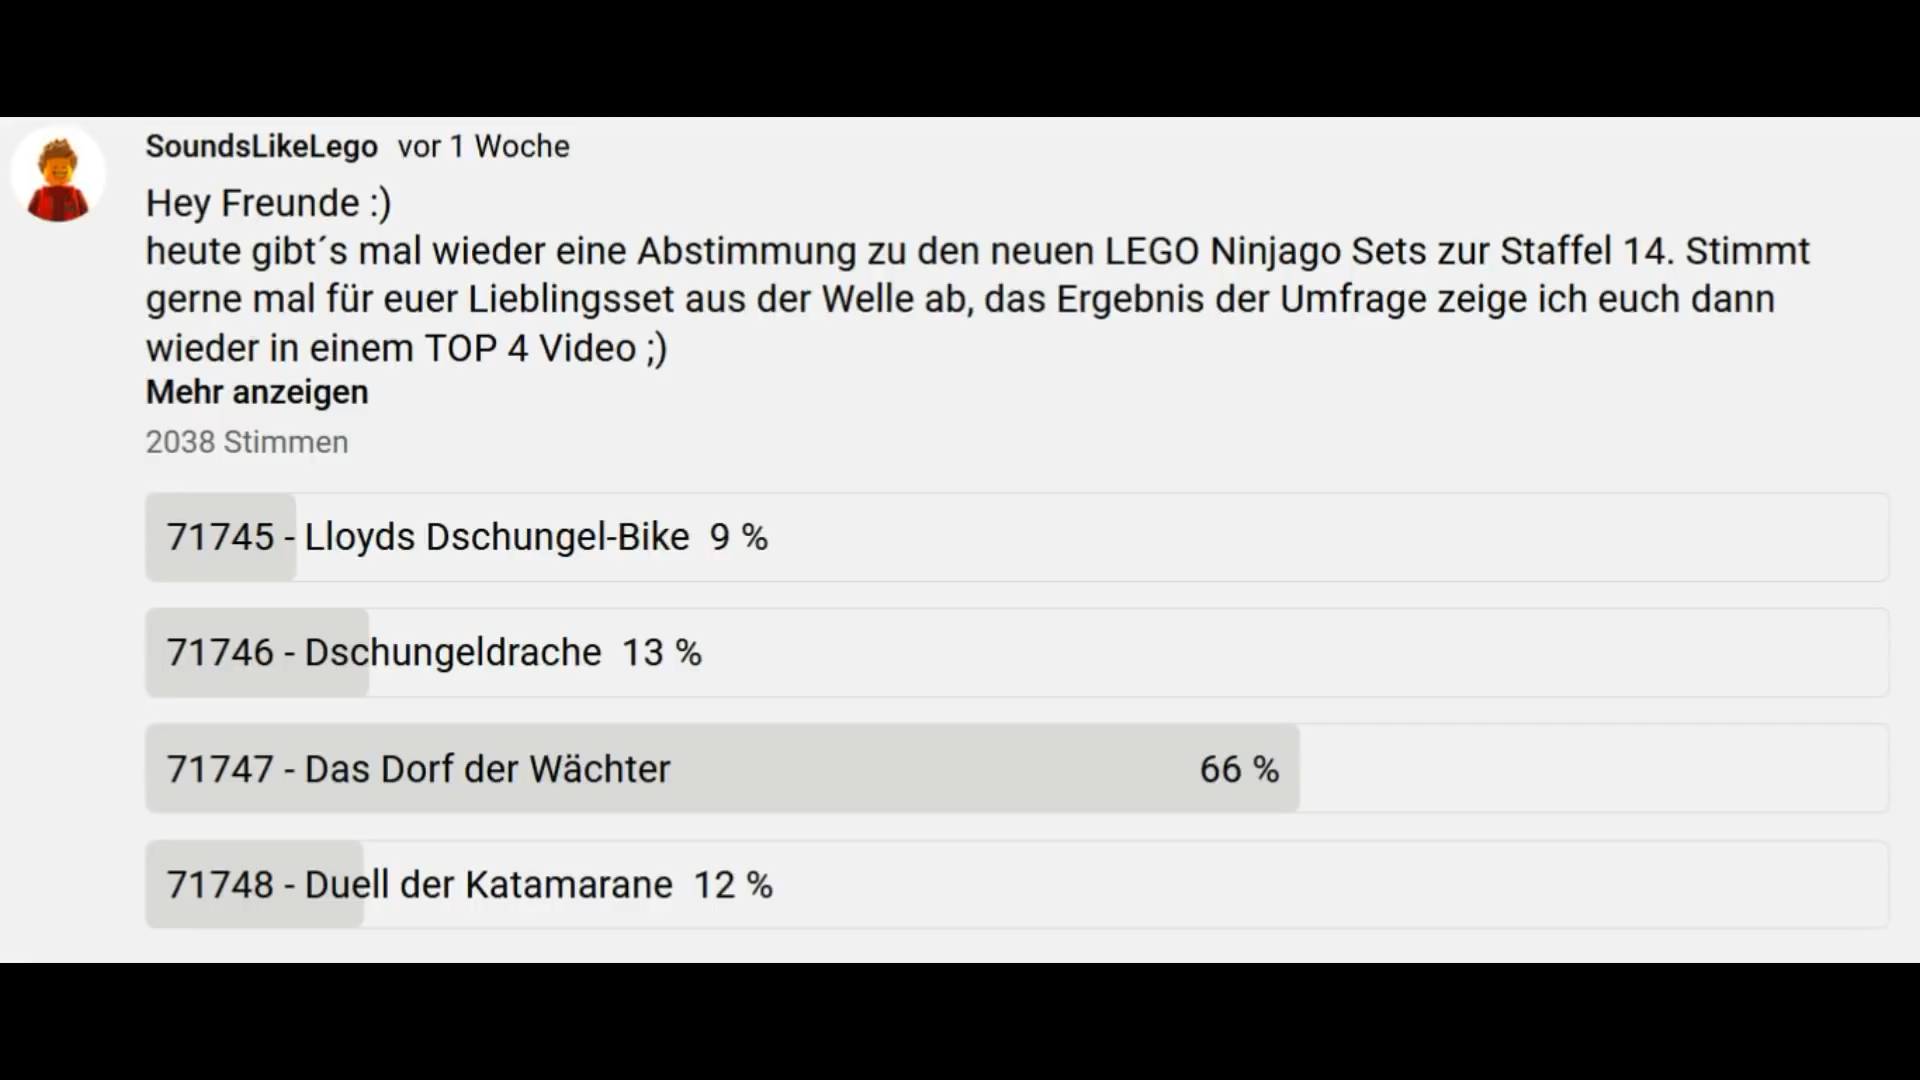 SoundsLikeLego vor 1 Woche
Hey Freunde :)
heute gibt´s mal wieder eine Abstimmung zu den neuen LEGO Ninjago Sets zur Staffel 14. Stimmt
gerne mal für euer Lieblingsset aus der Welle ab, das Ergebnis der Umfrage zeige ich euch dann
wieder in einem TOP 4 Video ;)
Mehr anzeigen
2038 Stimmen
71745 - Lloyds Dschungel-Bike 9 %
71746 - Dschungeldrache 13 %
71747 - Das Dorf der Wächter 66 %
71748 - Duell der Katamarane 12 %